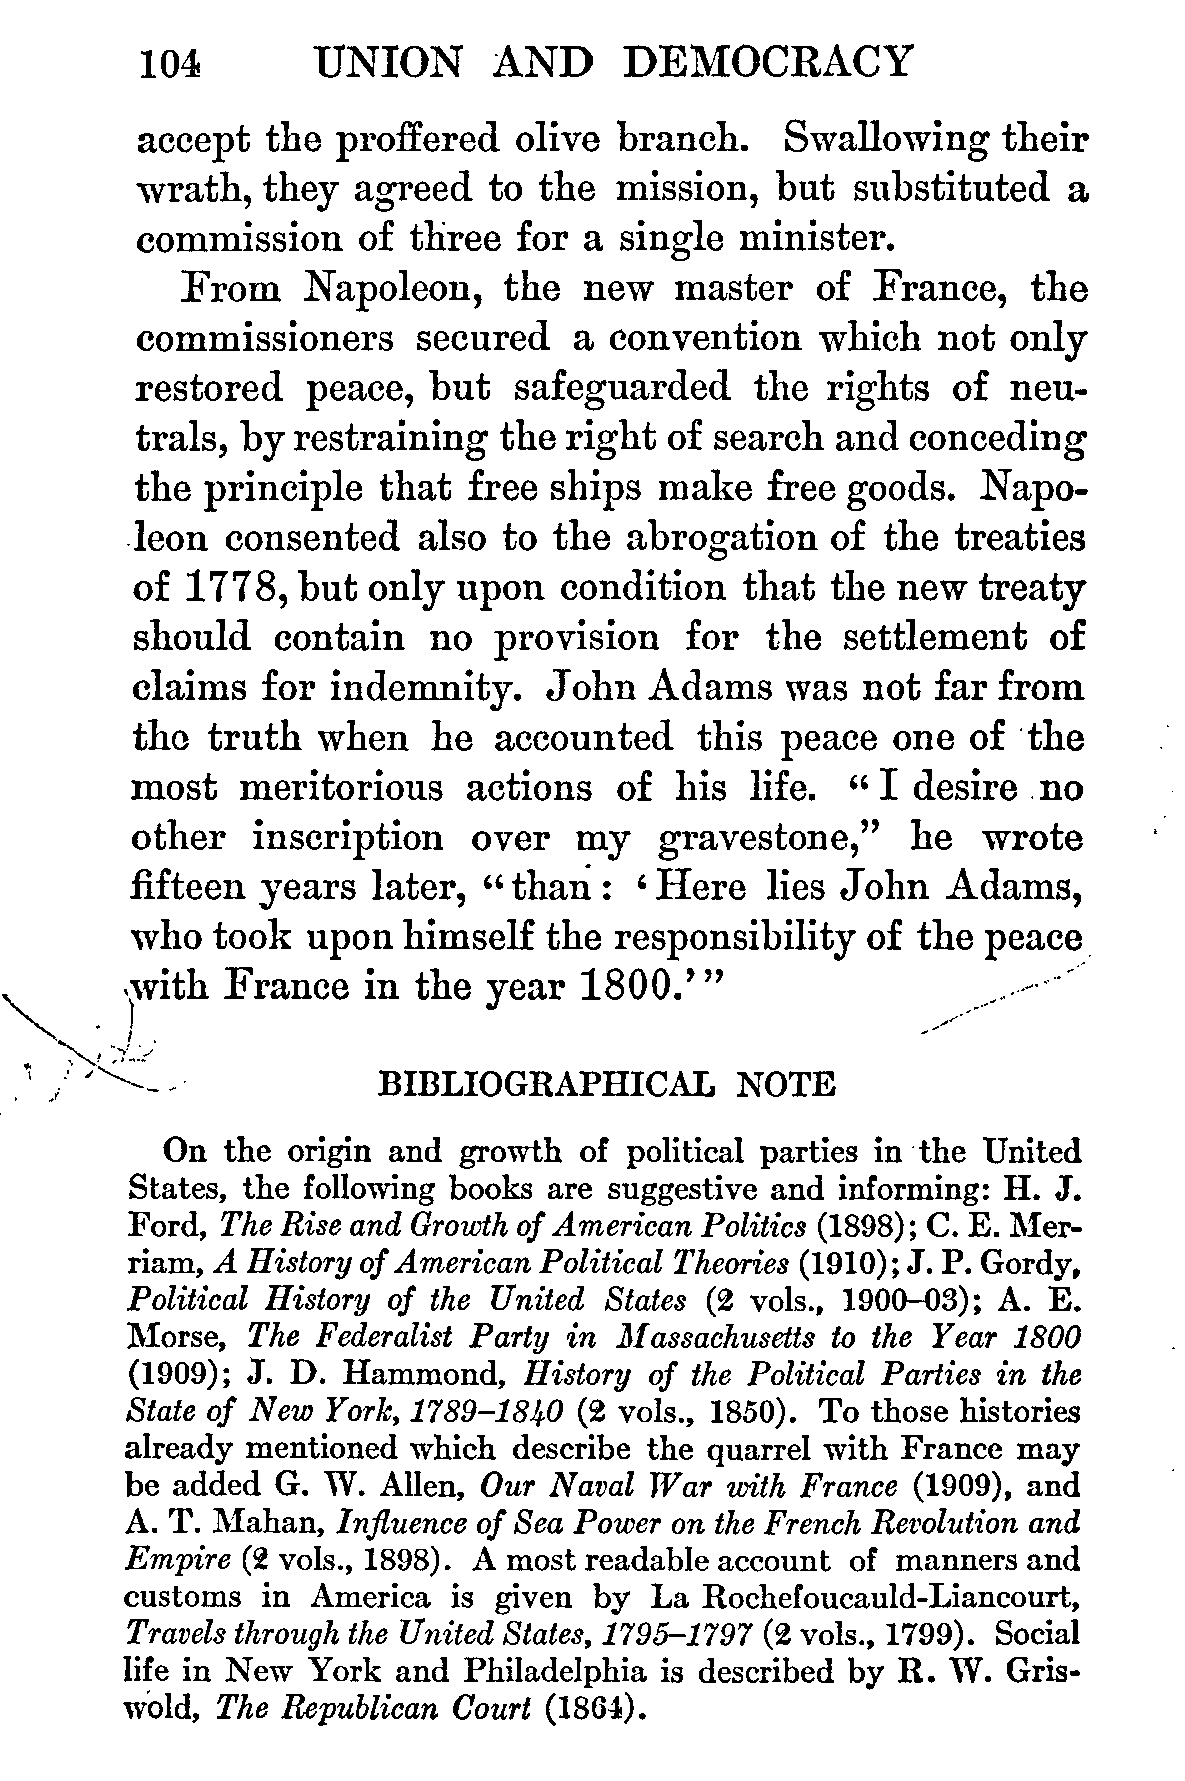 104 UNION AND DEMOCRACY
accept the proffered olive branch. Swallowing their
wrath, they agreed to the mission, but substituted a
commission of three for a single minister.
From Napoleon, the new master of France, the
commissioners secured a convention which not only
restored peace, but safeguarded the rights of neu-
trals, by restraining the right of search and conceding
the principle that free ships make free goods. Napo-
leon consented also to the abrogation of the treaties
of 1778, but only upon condition that the new treaty
should contain no provision for the settlement of
claims for indemnity. John Adams was not far from
the truth when he accounted this peace one of the
most meritorious actions of his life. "I desire no
other inscription over my gravestone," he wrote
fifteen years later, "than: 'Here lies John Adams,
who took upon himself the responsibility of the peace
with France in the year 1800.'"
BIBLIOGRAPHICAL NOTE
On the origin and growth of political parties in the United
States, the following books are suggestive and informing: H. J.
Ford, The Rise and Growth of American Politics (1898); C. E. Mer-
riam, A History of American Political Theories (1910); J. P. Gordy,
Political History of the United States (2 vols., 1900–03); A. E.
Morse, The Federalist Party in Massachusetts to the Year 1800
(1909); J. D. Hammond, History of the Political Parties in the
State of New York, 1789–1840 (2 vols., 1850). To those histories
already mentioned which describe the quarrel with France may
be added G. W. Allen, Our Naval War with France (1909), and
A. T. Mahan, Influence of Sea Power on the French Revolution and
Empire (2 vols., 1898). A most readable account of manners and
customs in America is given by La Rochefoucauld-Liancourt,
Travels through the United States, 1795–1797 (2 vols., 1799). Social
life in New York and Philadelphia is described by R. W. Gris-
wold, The Republican Court (1864).